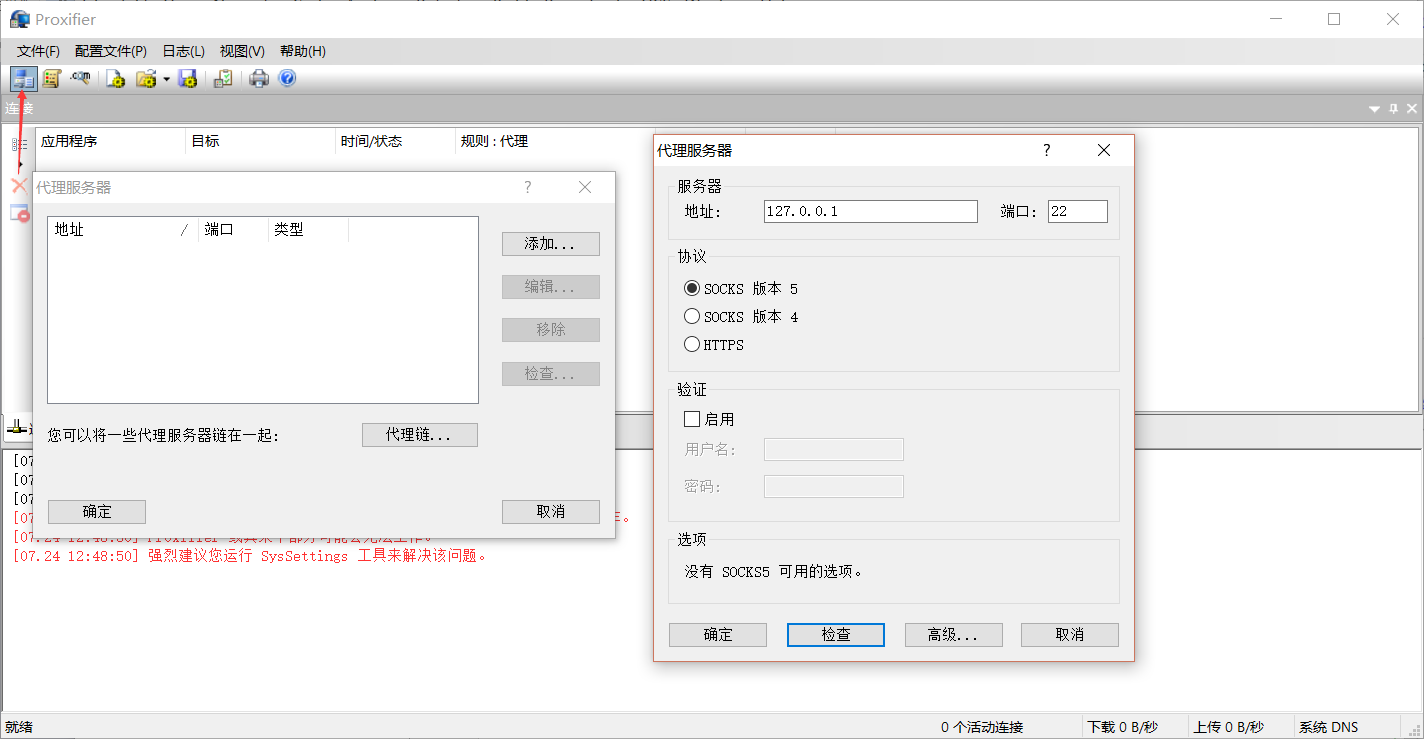 Proxifier
文件(F) 配置文件(P) 日志(L) 视图(V) 帮助(H)
连接
应用程序 目标 时间/状态 规则 : 代理
代理服务器 ?
地址 / 端口 类型
添加...
编辑...
移除
检查...
您可以将一些代理服务器链在一起:
代理链...
确定 取消
代理服务器 ?
服务器
地址: 127.0.0.1 端口: 22
协议
SOCKS 版本 5
SOCKS 版本 4
HTTPS
验证
启用
用户名:
密码:
选项
没有 SOCKS5 可用的选项。
确定 检查 高级... 取消
[07
[07
[07
[07
[07.24 12:48:50]
[07.24 12:48:50] 强烈建议您运行 SysSettings 工具来解决该问题。
就绪 0 个活动连接 下载 0 B/秒 上传 0 B/秒 系统 DNS